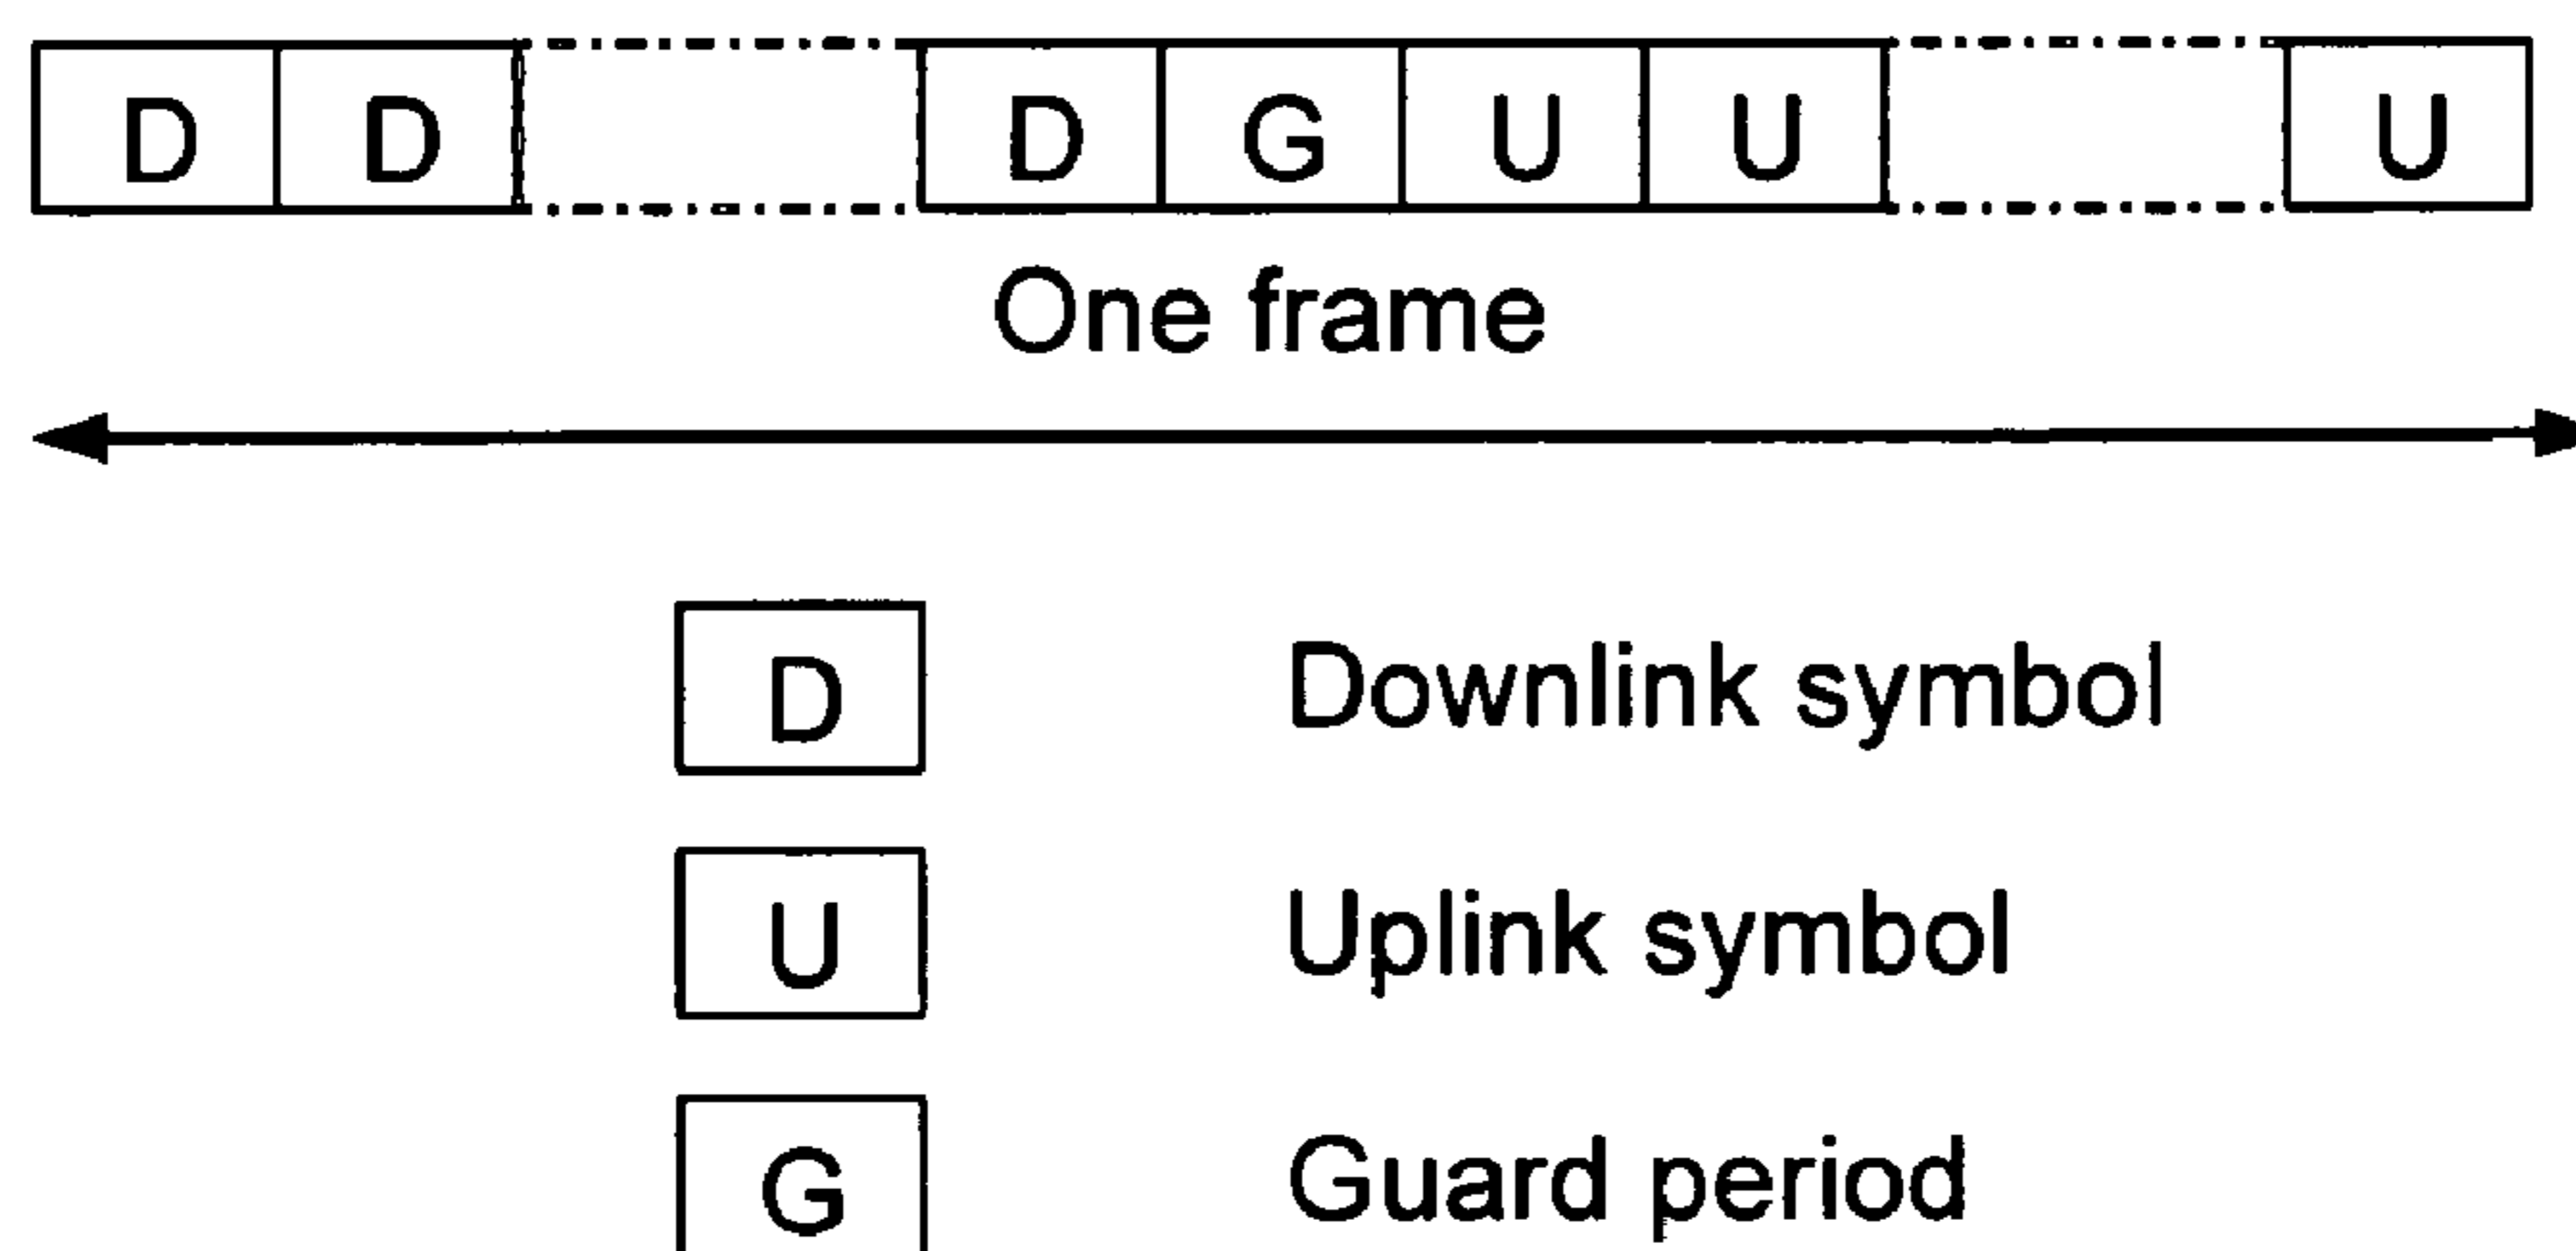 D D D G U U U
One frame
D Downlink symbol
U Uplink symbol
G Guard period